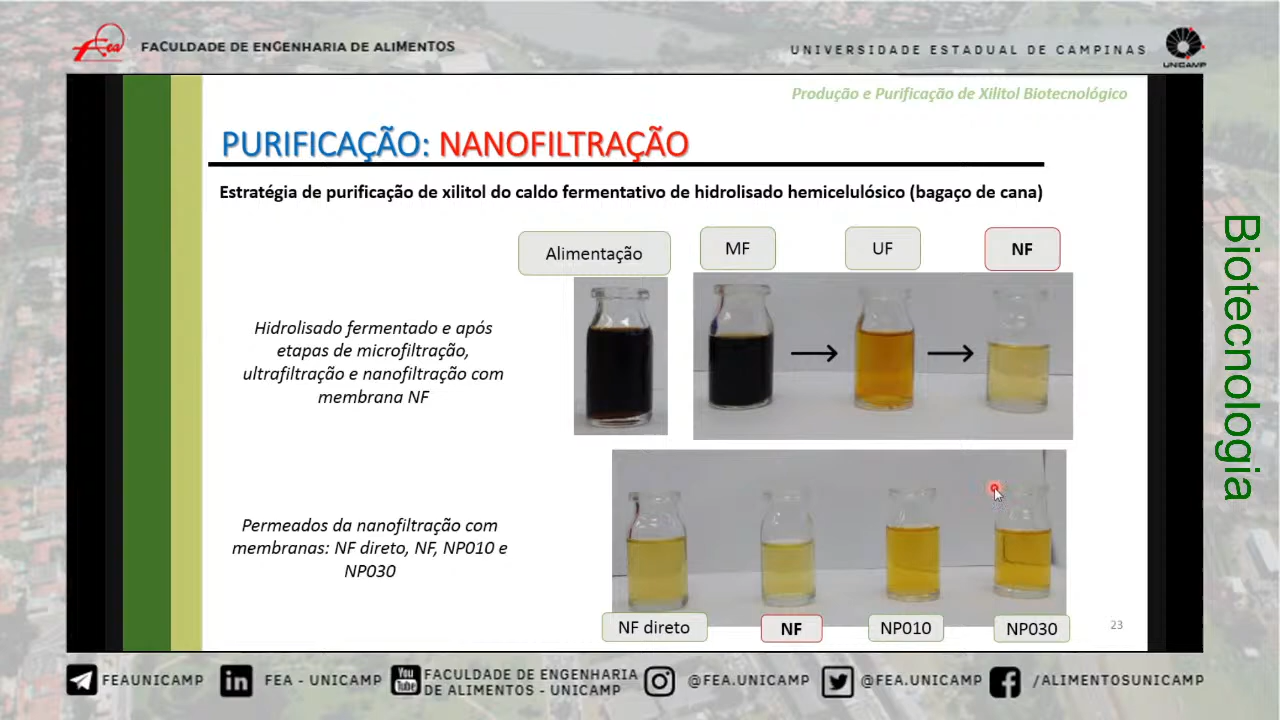 Fea
FACULDADE DE ENGENHARIA DE ALIMENTOS
UNIVERSIDADE ESTADUAL DE CAMPINAS
UNICAMP
Produção e Purificação de Xilitol Biotecnológico
PURIFICAÇÃO: NANOFILTRAÇÃO
Estratégia de purificação de xilitol do caldo fermentativo de hidrolisado hemicelulósico (bagaço de cana)
Alimentação
MF
UF
NF
Hidrolisado fermentado e após
etapas de microfiltração,
ultrafiltração e nanofiltração com
membrana NF
Permeados da nanofiltração com
membranas: NF direto, NF, NP010 e
NP030
NF direto
NF
NP010
NP030
23
Biotecnologia
FEAUNICAMP
in
FEA - UNICAMP
You
Tube
FACULDADE DE ENGENHARIA
DE ALIMENTOS - UNICAMP
@FEA.UNICAMP
@FEA.UNICAMP
/ALIMENTOSUNICAMP